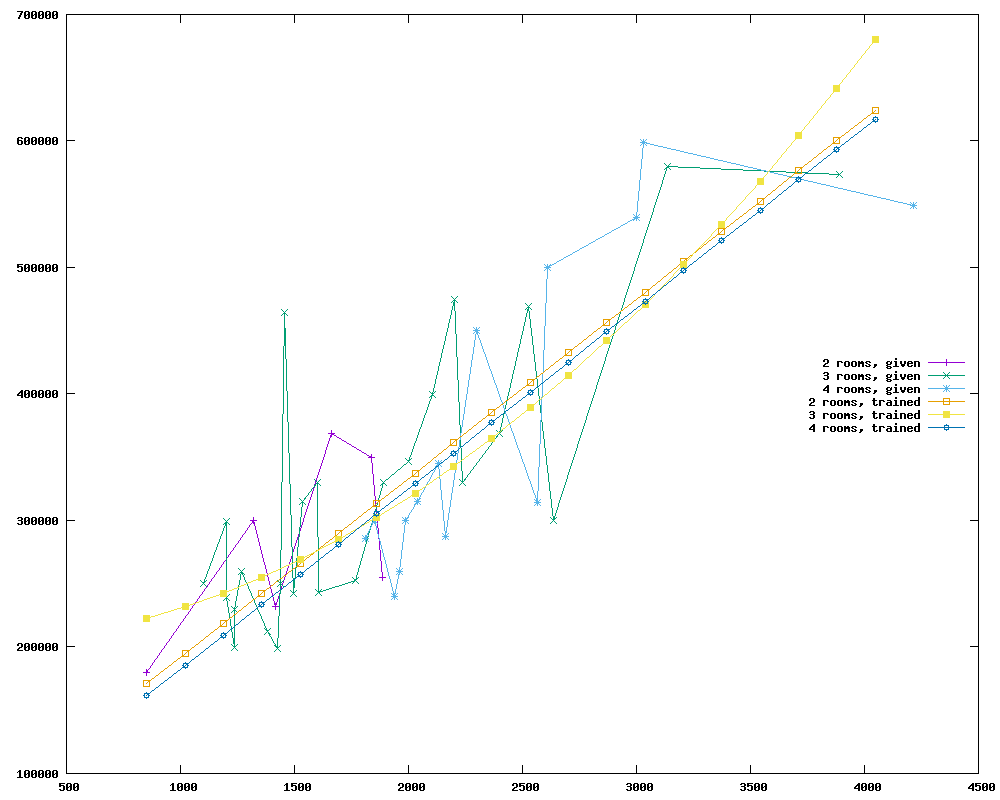 700000
600000
500000
400000
300000
200000
100000
2 rooms, given
3 rooms, given
4 rooms, given
2 rooms, trained
3 rooms, trained
4 rooms, trained
500 1000 1500 2000 2500 3000 3500 4000 4500